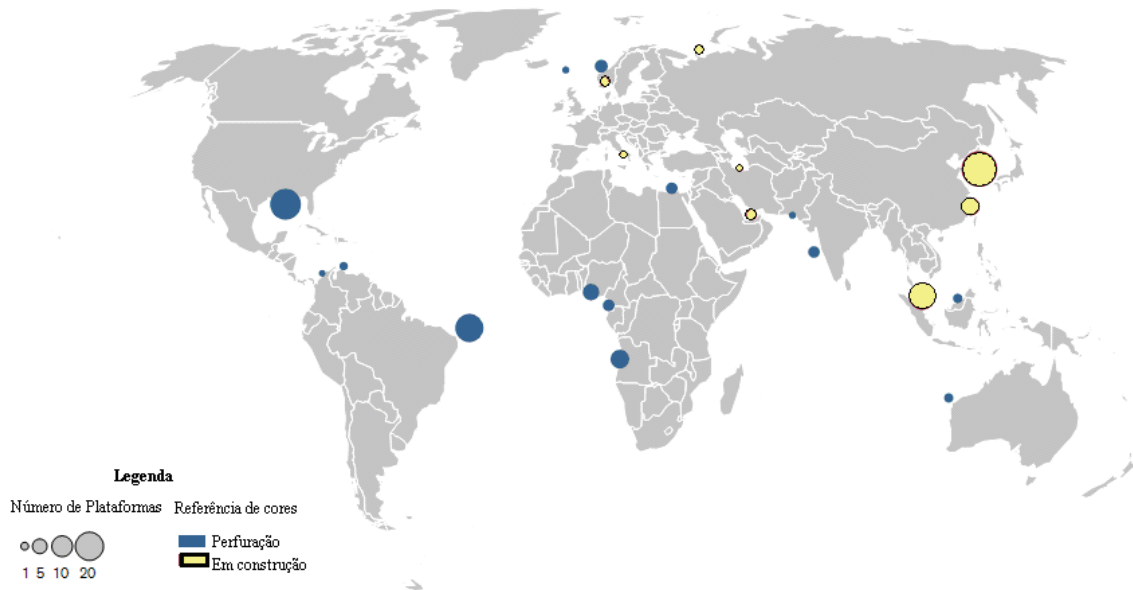 Legenda
Número de Plataformas Referência de cores
Perfuração
Em construção
1 5 10 20